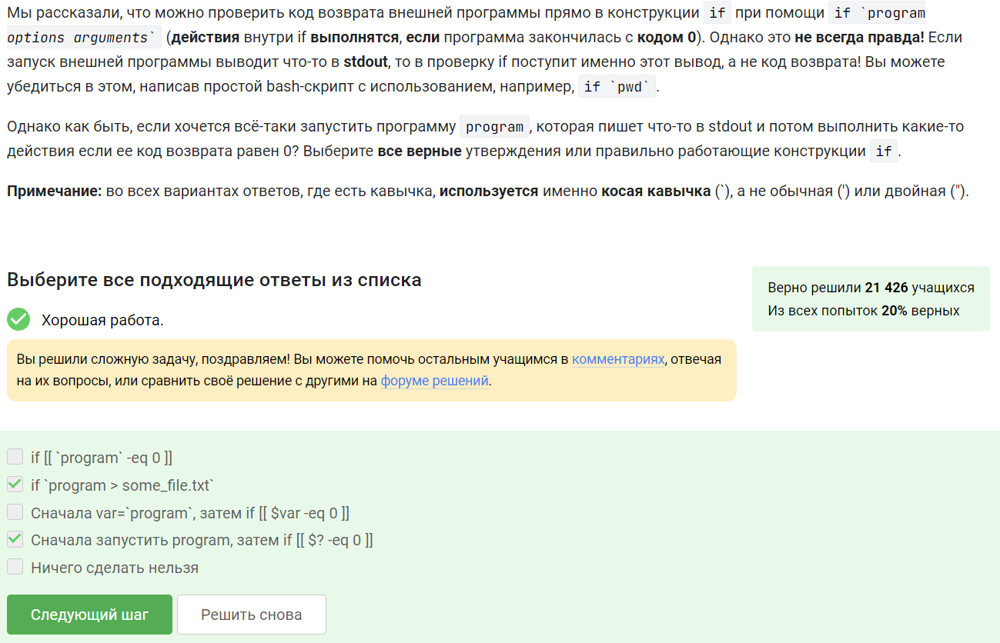 Мы рассказали, что можно проверить код возврата внешней программы прямо в конструкции if при помощи if `program
options arguments` (действия внутри if выполнятся, если программа закончилась с кодом 0). Однако это не всегда правда! Если
запуск внешней программы выводит что-то в stdout, то в проверку if поступит именно этот вывод, а не код возврата! Вы можете
убедиться в этом, написав простой bash-скрипт с использованием, например, if `pwd`.
Однако как быть, если хочется всё-таки запустить программу program, которая пишет что-то в stdout и потом выполнить какие-то
действия если ее код возврата равен 0? Выберите все верные утверждения или правильно работающие конструкции if.
Примечание: во всех вариантах ответов, где есть кавычка, используется именно косая кавычка (`), а не обычная (') или двойная (").
Выберите все подходящие ответы из списка
Верно решили 21 426 учащихся
Из всех попыток 20% верных
Хорошая работа.
Вы решили сложную задачу, поздравляем! Вы можете помочь остальным учащимся в комментариях, отвечая
на их вопросы, или сравнить своё решение с другими на форуме решений.
if [[ `program` -eq 0 ]]
if `program > some_file.txt`
Сначала var=`program`, затем if [[ $var -eq 0 ]]
Сначала запустить program, затем if [[ $? -eq 0 ]]
Ничего сделать нельзя
Следующий шаг
Решить снова